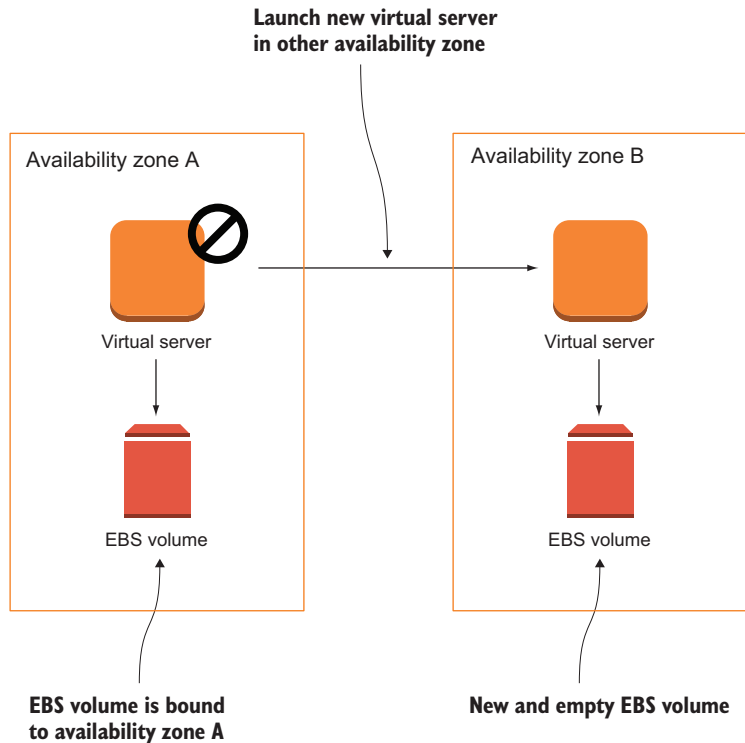 Launch new virtual server
in other availability zone
Availability zone A
Availability zone B
Virtual server
Virtual server
EBS volume
EBS volume
EBS volume is bound
to availability zone A
New and empty EBS volume